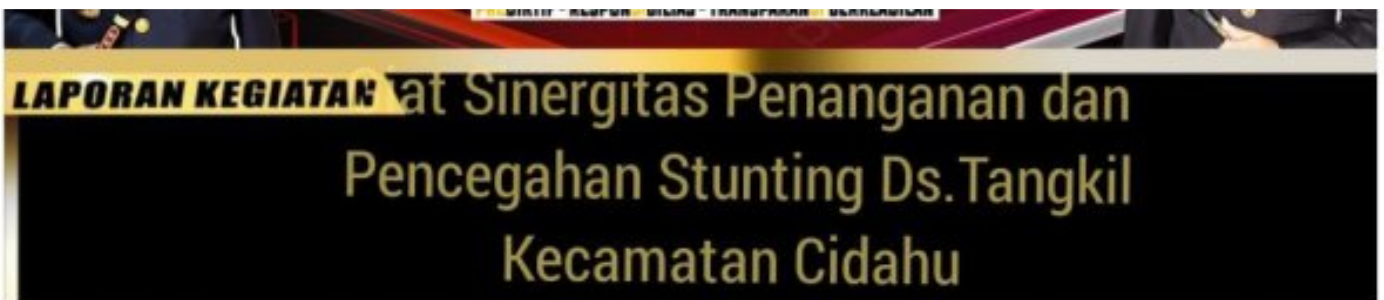 LAPORAN KEGIATAN
at Sinergitas Penanganan dan
Pencegahan Stunting Ds.Tangkil
Kecamatan Cidahu